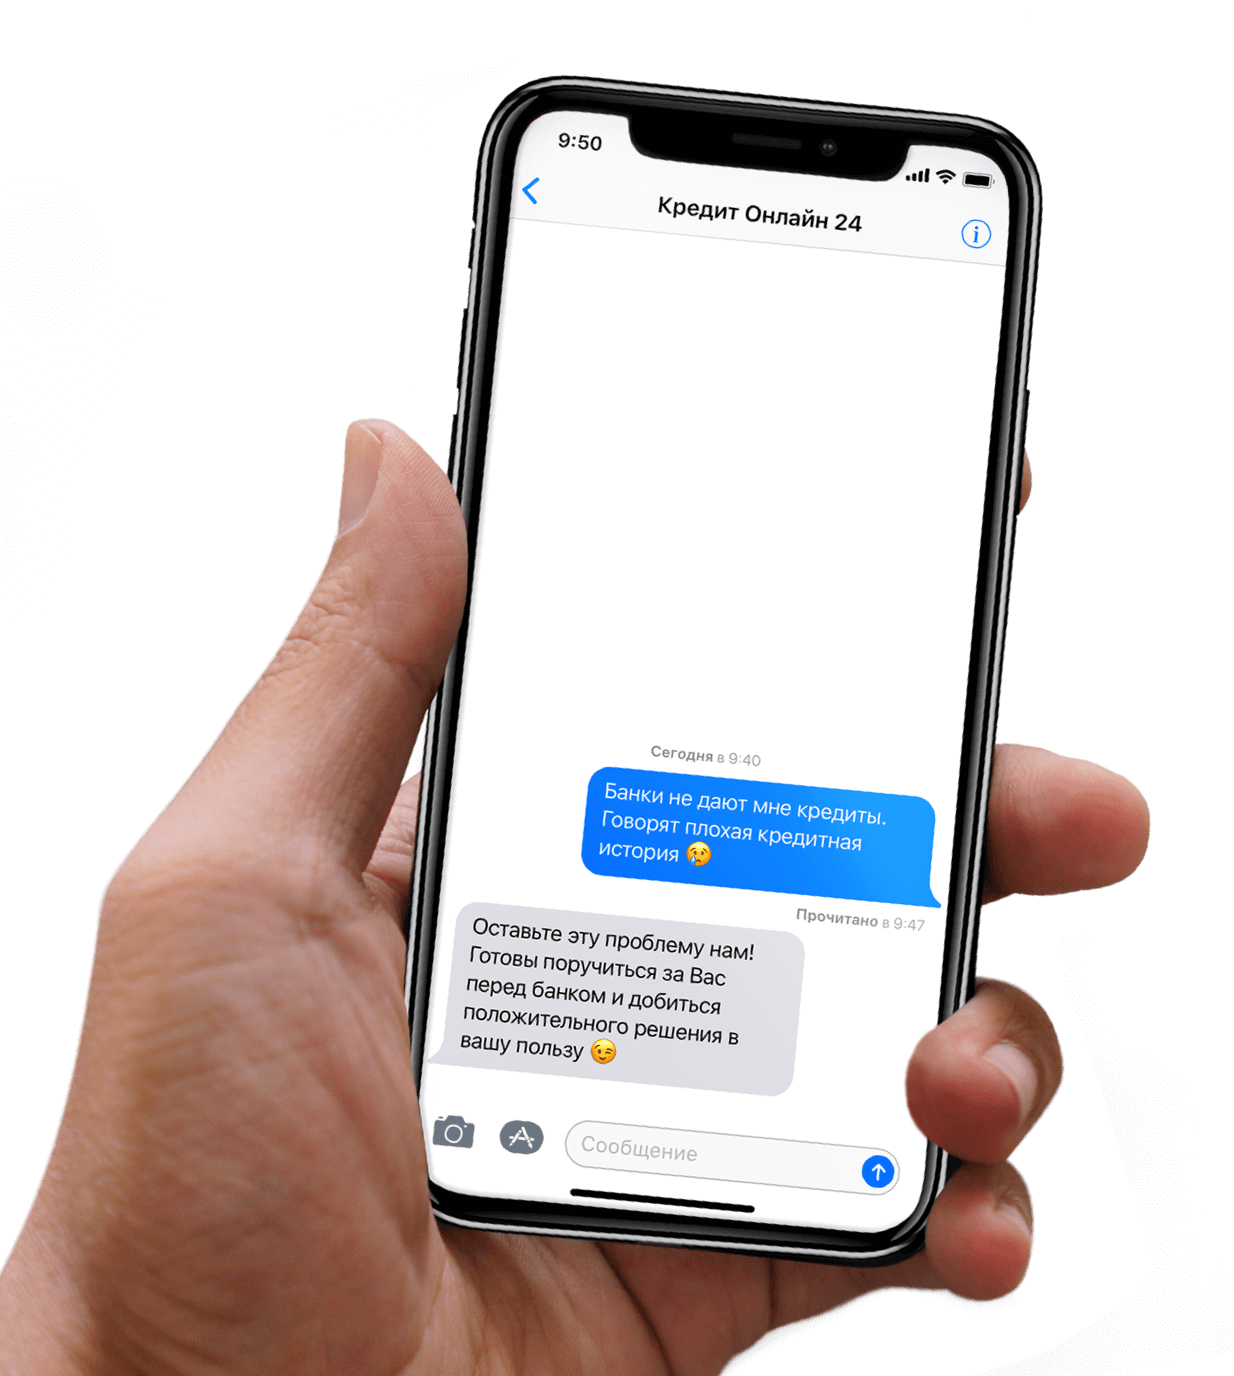 9:50
Кредит Онлайн 24
Сегодня в 9:40
Банки не дают мне кредиты.
Говорят плохая кредитная
история 😢
Прочитано в 9:47
Оставьте эту проблему нам!
Готовы поручиться за Вас
перед банком и добиться
положительного решения в
вашу пользу 😉
Сообщение